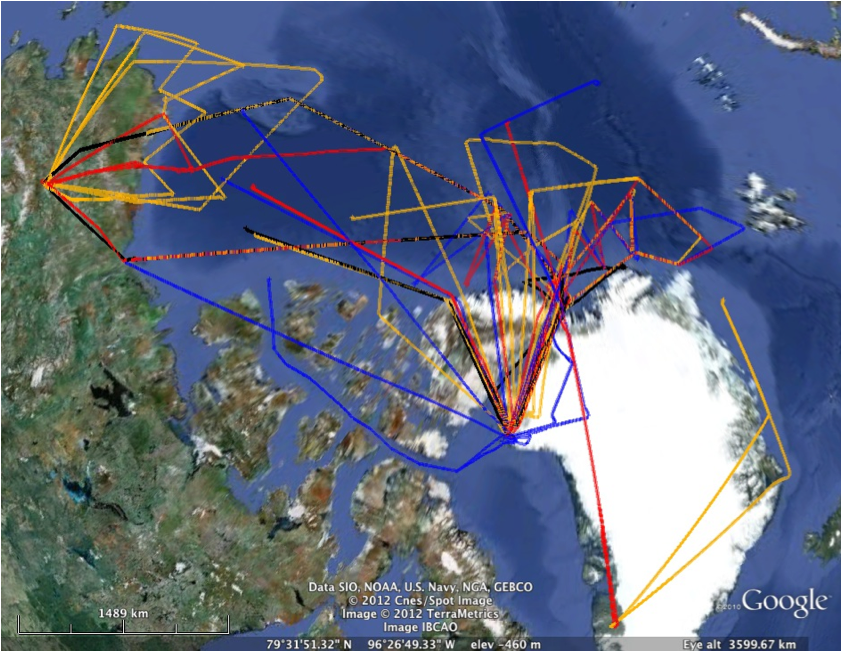 Data SIO, NOAA, U.S. Navy, NGA, GEBCO
© 2012 Cnes/Spot Image
1489 km
Image © 2012 TerraMetrics
Image IBCAO
©2010 Google
79°31'51.32" N 96°26'49.33" W elev -460 m
Eye alt 3599.67 km